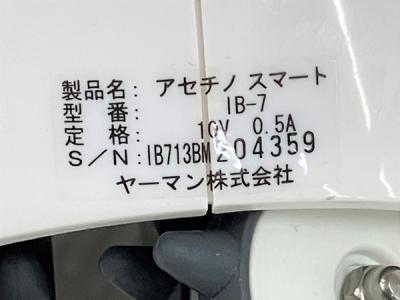 製品名: アセチノ スマート
型番: IB-7
定格: 10V 0.5A
S/N: IB713BM204359
ヤーマン株式会社